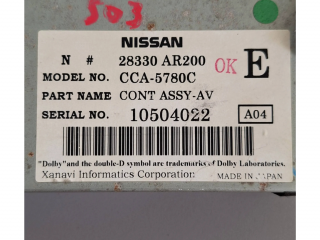 503
NISSAN
N # 28330 AR200 OK E
MODEL NO. CCA-5780C
PART NAME CONT ASSY-AV
SERIAL NO. 10504022 A04
"Dolby" and the double-D symbol are trademarks of Dolby Laboratories.
Xanavi Informatics Corporation MADE IN JAPAN